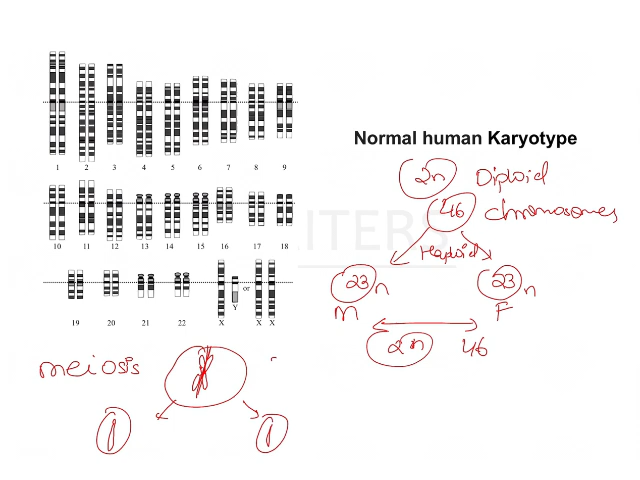 1 2 3 4 5 6 7 8 9
10 11 12 13 14 15 16 17 18
19 20 21 22 X Y or X X
Normal human Karyotype
2n Diploid
46 chromosomes
Haploid
23 n 23 n
M F
2n 46
meiosis